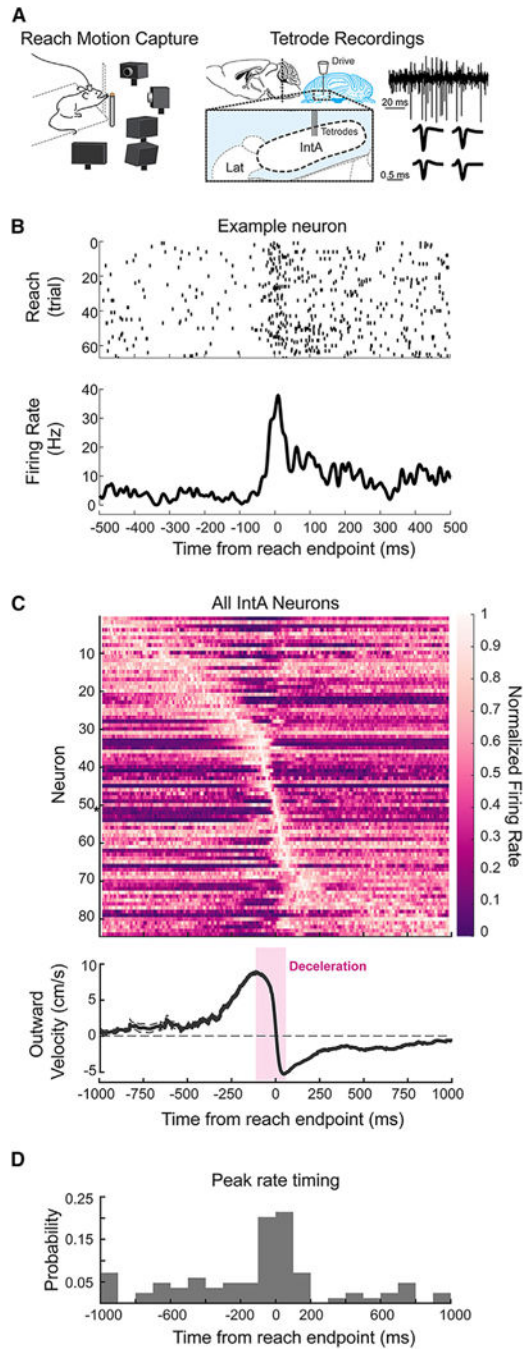 A
Reach Motion Capture
Tetrode Recordings
Drive
Tetrodes
IntA
Lat
20 ms
0.5 ms
B
Example neuron
Reach
(trial)
0
20
40
60
Firing Rate
(Hz)
40
30
20
10
0
-500 -400 -300 -200 -100 0 100 200 300 400 500
Time from reach endpoint (ms)
C
All IntA Neurons
Neuron
10
20
30
40
50
60
70
80
1
0.9
0.8
0.7
0.6
0.5
0.4
0.3
0.2
0.1
0
Normalized Firing Rate
Deceleration
Outward
Velocity (cm/s)
10
5
0
-5
-1000 -750 -500 -250 0 250 500 750 1000
Time from reach endpoint (ms)
D
Peak rate timing
Probability
0.25
0.15
0.05
-1000 -600 -200 0 200 600 1000
Time from reach endpoint (ms)